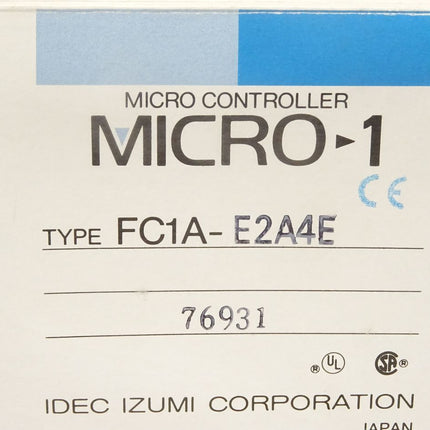 MICRO CONTROLLER
MICRO▸1
CE
TYPE FC1A-E2A4E
76931
® UL SA ®
IDEC IZUMI CORPORATION
JAPAN